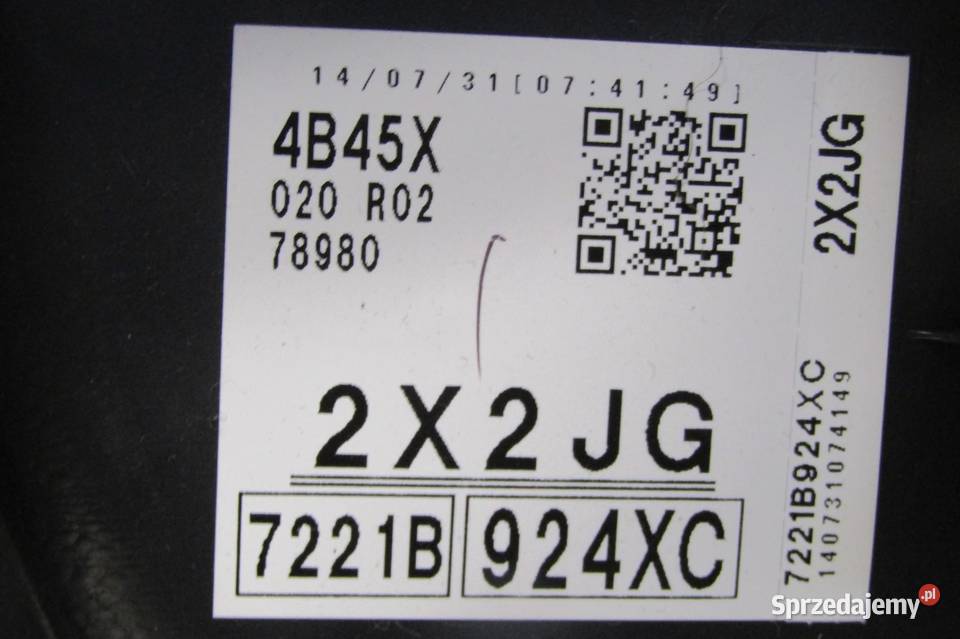 14/07/31[07:41:49]
4B45X
020 R02
78980
2X2JG
7221B 924XC
2X2JG
7221B924XC
140731074149
Sprzedajemy.pl